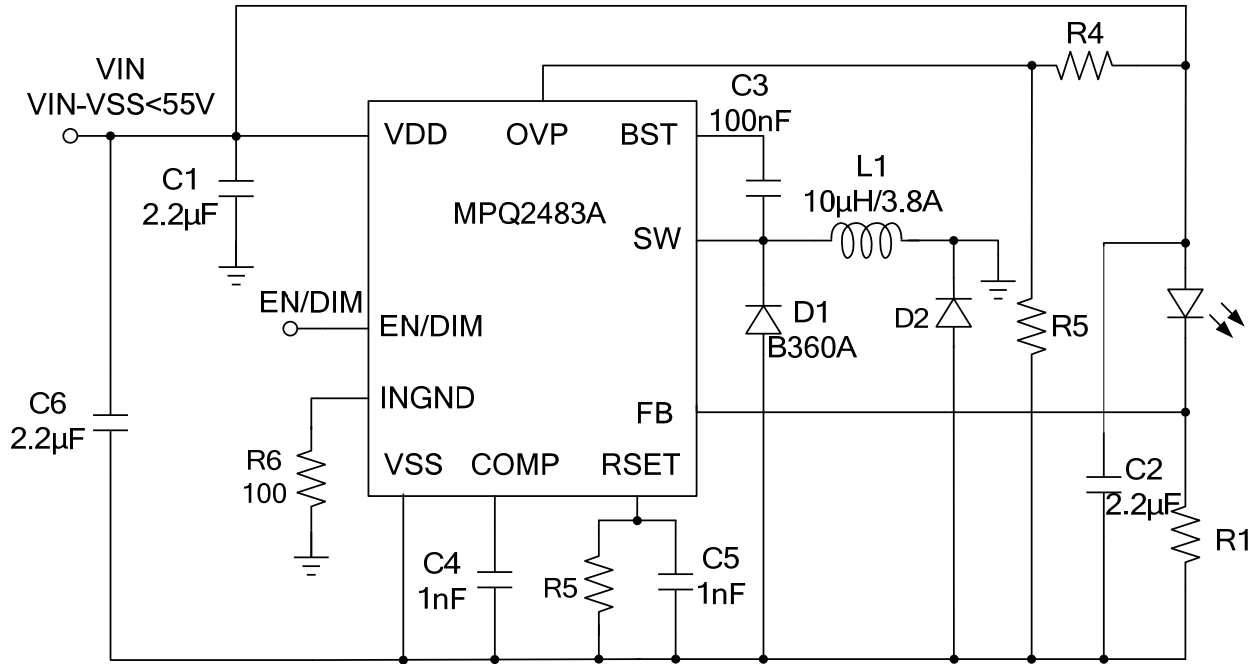 R4
VIN
VIN-VSS<55V
C3
100nF
VDD
OVP
BST
C1
2.2µF
L1
10µH/3.8A
MPQ2483A
SW
EN/DIM
EN/DIM
D1
B360A
D2
R5
INGND
FB
C6
2.2µF
R6
100
VSS
COMP
RSET
C2
2.2µF
R1
C4
1nF
R5
C5
1nF